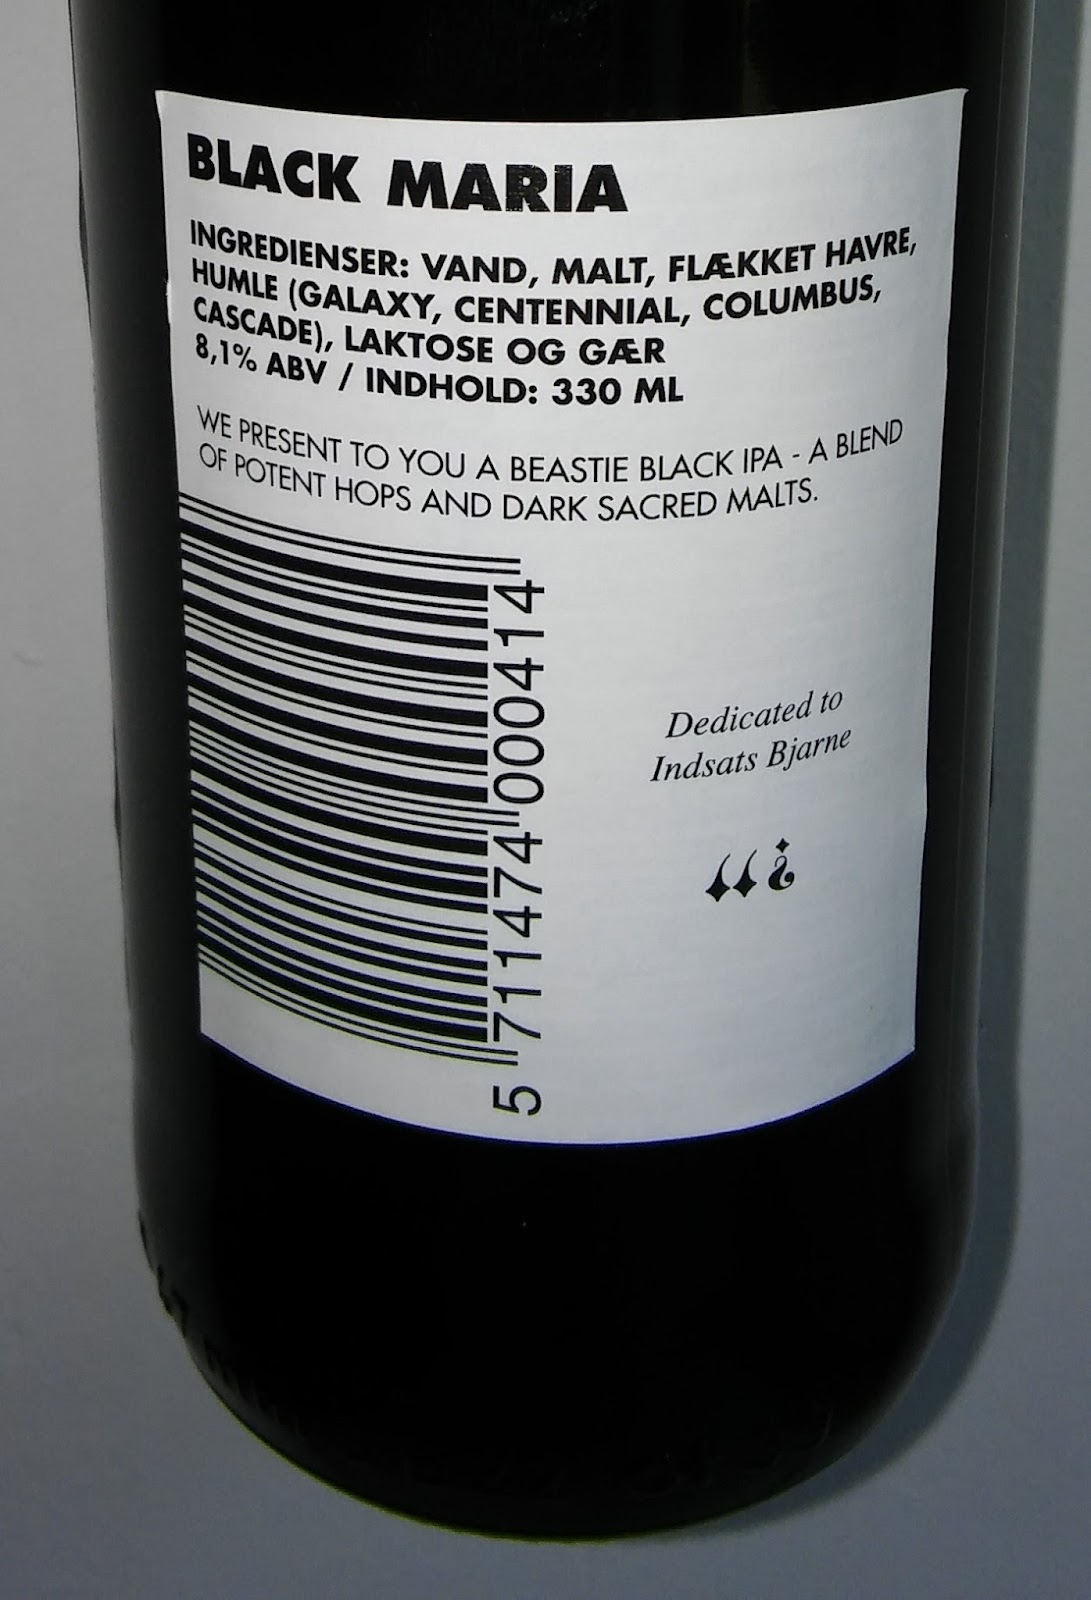 BLACK MARIA
INGREDIENSER: VAND, MALT, FLÆKKET HAVRE,
HUMLE (GALAXY, CENTENNIAL, COLUMBUS,
CASCADE), LAKTOSE OG GÆR
8,1% ABV / INDHOLD: 330 ML
WE PRESENT TO YOU A BEASTIE BLACK IPA - A BLEND
OF POTENT HOPS AND DARK SACRED MALTS.
5 711474 000414
Dedicated to
Indsats Bjarne